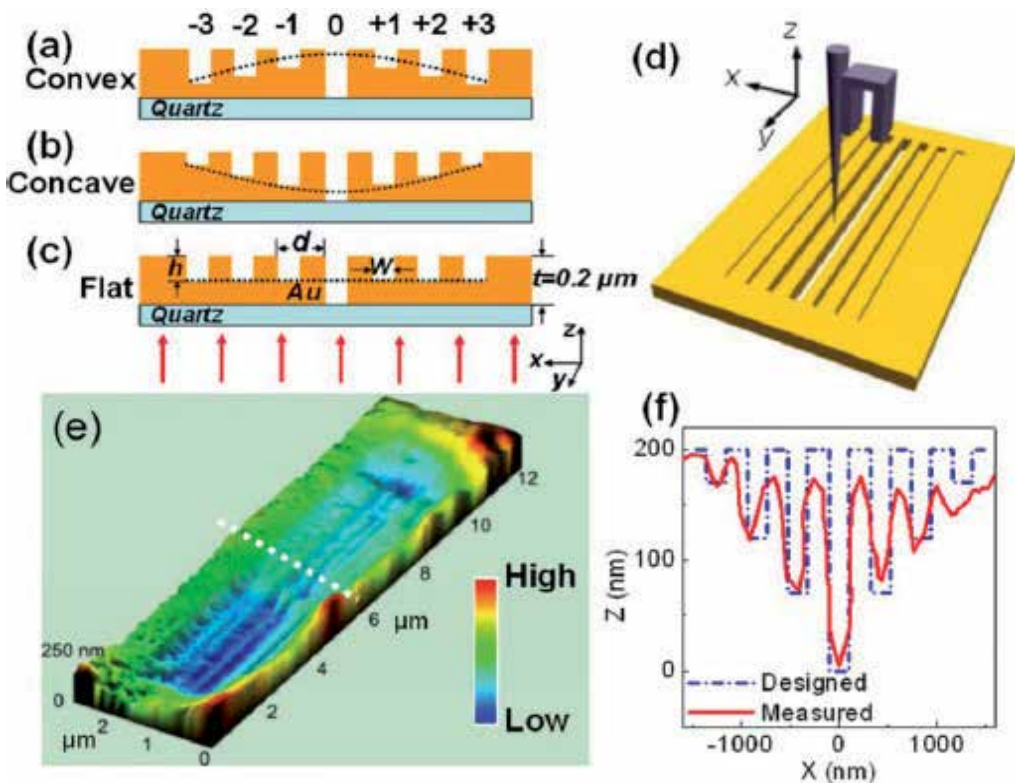 -3 -2 -1 0 +1 +2 +3
(a)
Convex
Quartz
(b)
Concave
Quartz
(c)
Flat
h
d
W
Au
t=0.2 µm
Quartz
z
x
y
(d)
z
x
y
(e)
12
10
8
6
µm
4
2
0
250 nm
0
µm
2
1
High
Low
(f)
200
100
0
Z (nm)
Designed
Measured
-1000 0 1000
X (nm)